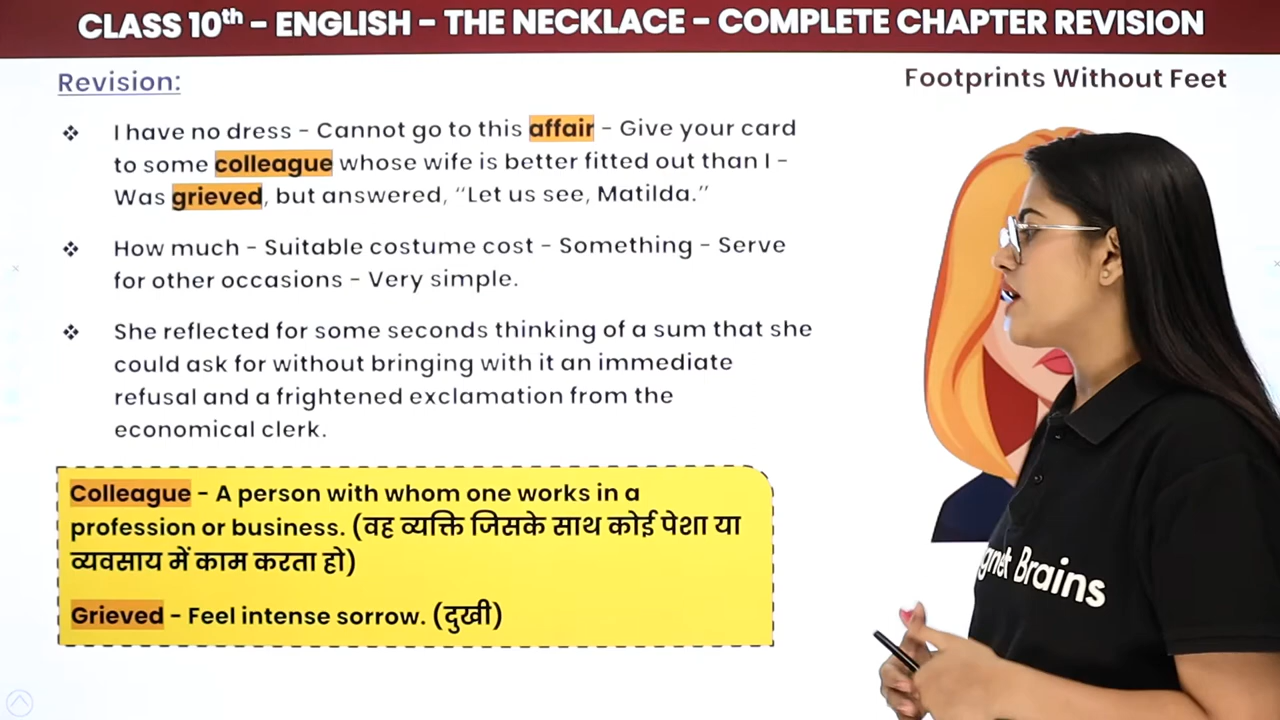 CLASS 10th – ENGLISH – THE NECKLACE – COMPLETE CHAPTER REVISION
Revision:
Footprints Without Feet
❖ I have no dress – Cannot go to this affair – Give your card
to some colleague whose wife is better fitted out than I –
Was grieved, but answered, “Let us see, Matilda.”
❖ How much – Suitable costume cost – Something – Serve
for other occasions – Very simple.
❖ She reflected for some seconds thinking of a sum that she
could ask for without bringing with it an immediate
refusal and a frightened exclamation from the
economical clerk.
Colleague – A person with whom one works in a
profession or business. (वह व्यक्ति जिसके साथ कोई पेशा या
व्यवसाय में काम करता हो)
Grieved – Feel intense sorrow. (दुखी)
gnet Brains